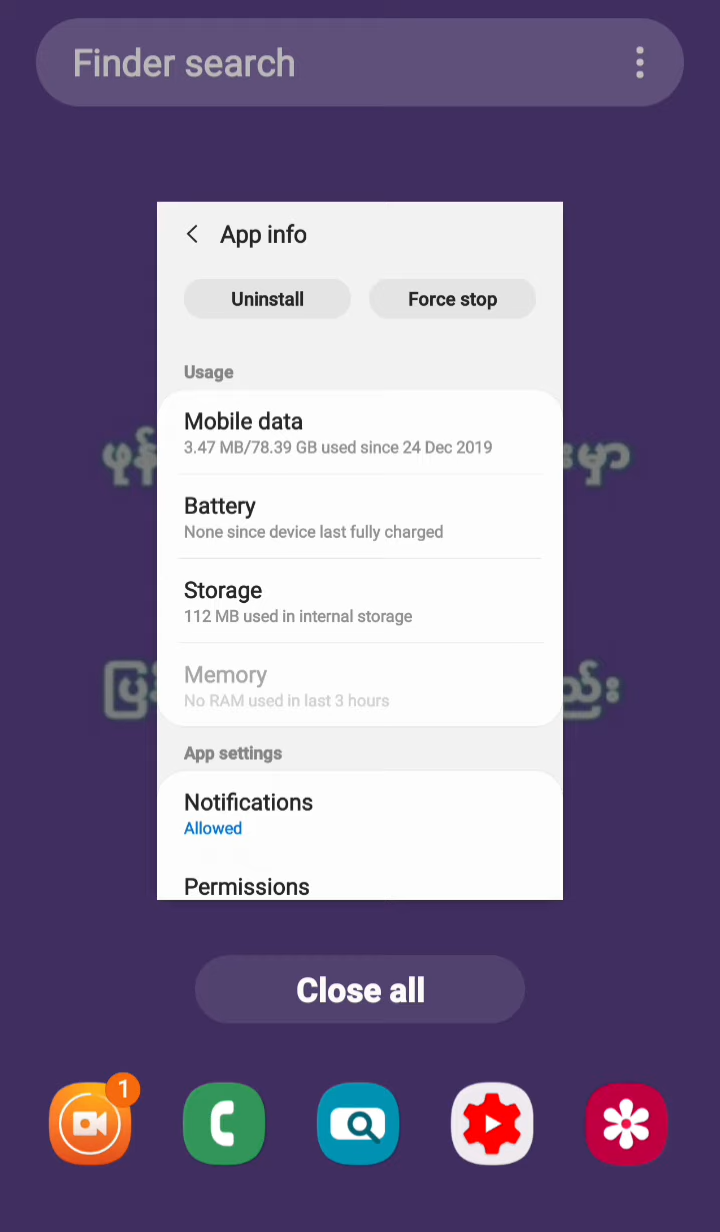 Finder search
App info
Uninstall
Force stop
Usage
Mobile data
3.47 MB/78.39 GB used since 24 Dec 2019
Battery
None since device last fully charged
Storage
112 MB used in internal storage
Memory
No RAM used in last 3 hours
App settings
Notifications
Allowed
Permissions
Close all
1